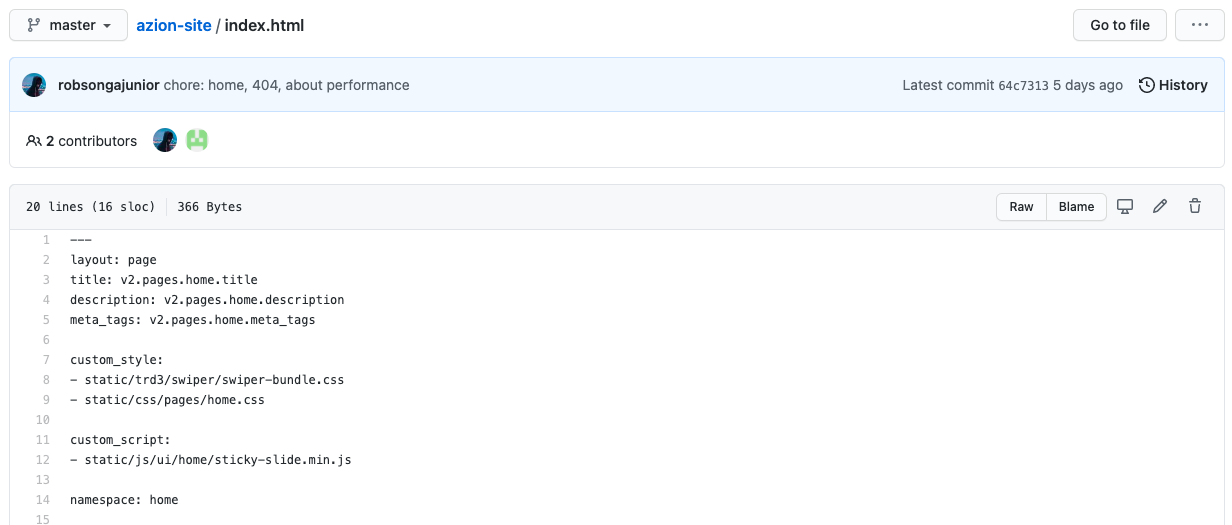 master azion-site / index.html Go to file ...
robsongajunior chore: home, 404, about performance Latest commit 64c7313 5 days ago History
2 contributors
20 lines (16 sloc) 366 Bytes Raw Blame
1 ---
2 layout: page
3 title: v2.pages.home.title
4 description: v2.pages.home.description
5 meta_tags: v2.pages.home.meta_tags
6
7 custom_style:
8 - static/trd3/swiper/swiper-bundle.css
9 - static/css/pages/home.css
10
11 custom_script:
12 - static/js/ui/home/sticky-slide.min.js
13
14 namespace: home
15